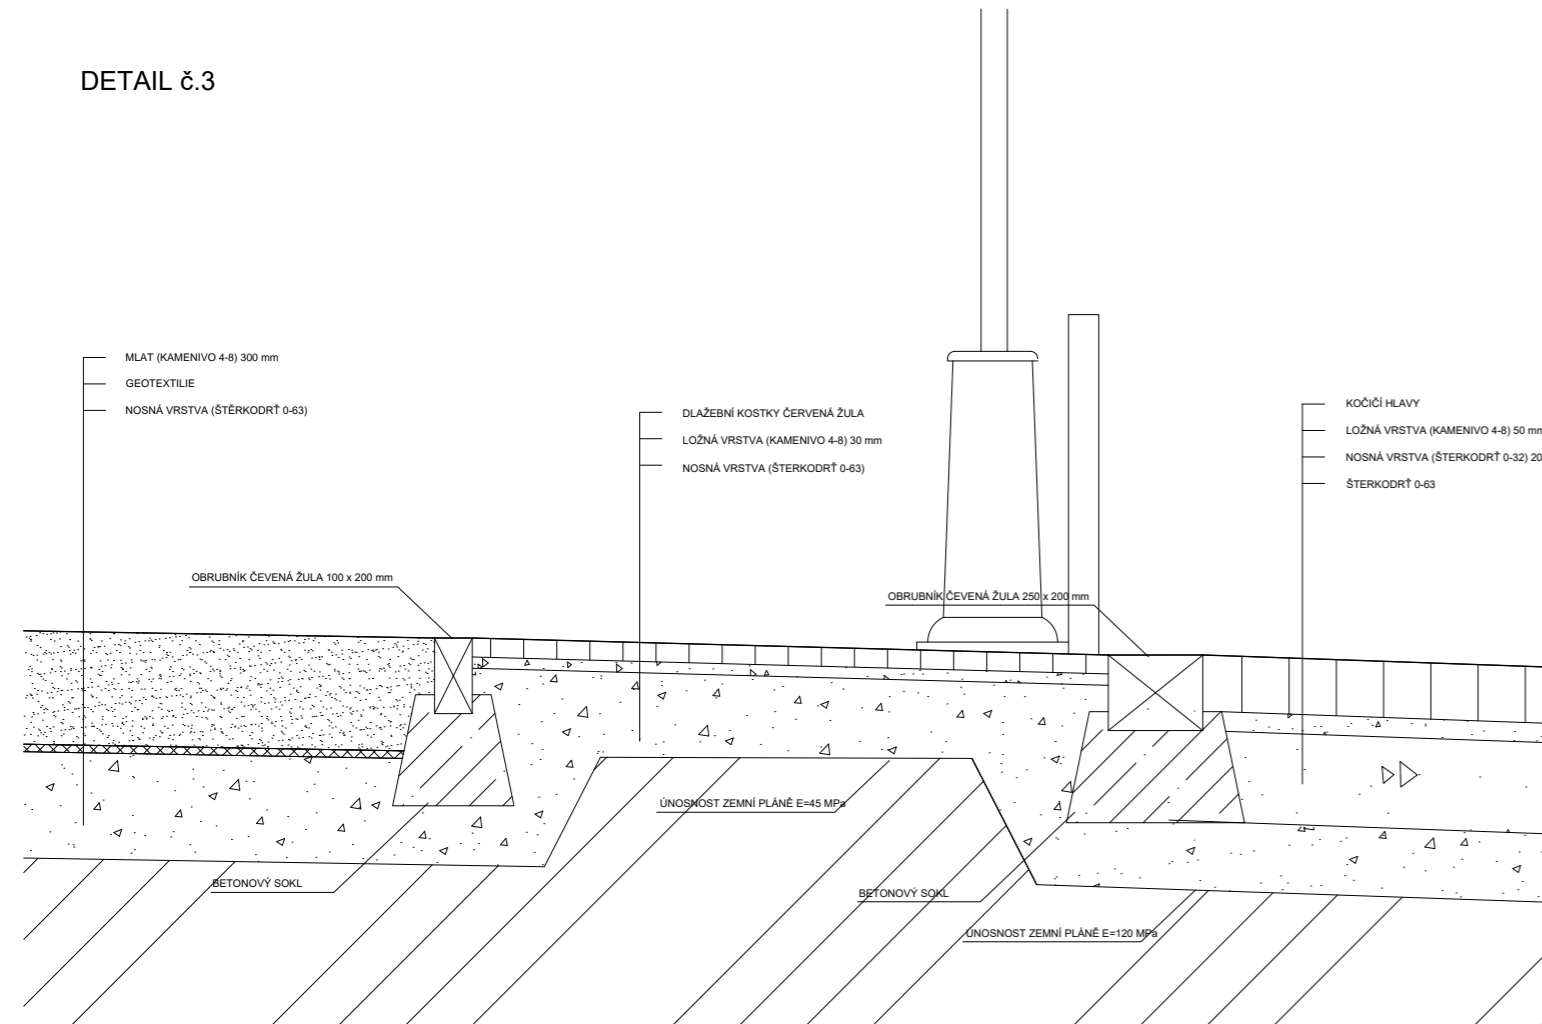 DETAIL č.3
MLAT (KAMENIVO 4-8) 300 mm
GEOTEXTILIE
NOSNÁ VRSTVA (ŠTĚRKODRŤ 0-63)
DLAŽEBNÍ KOSTKY ČERVENÁ ŽULA
LOŽNÁ VRSTVA (KAMENIVO 4-8) 30 mm
NOSNÁ VRSTVA (ŠTERKODRŤ 0-63)
KOČIČÍ HLAVY
LOŽNÁ VRSTVA (KAMENIVO 4-8) 50 mm
NOSNÁ VRSTVA (ŠTERKODRŤ 0-32) 20
ŠTERKODRŤ 0-63
OBRUBNÍK ČEVENÁ ŽULA 100 x 200 mm
OBRUBNÍK ČEVENÁ ŽULA 250 x 200 mm
ÚNOSNOST ZEMNÍ PLÁNĚ E=45 MPa
BETONOVÝ SOKL
BETONOVÝ SOKL
ÚNOSNOST ZEMNÍ PLÁNĚ E=120 MPa